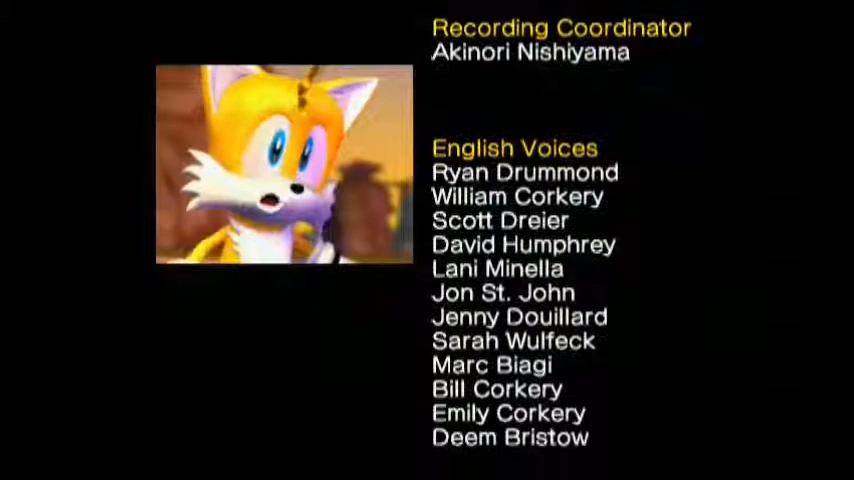 Recording Coordinator
Akinori Nishiyama
English Voices
Ryan Drummond
William Corkery
Scott Dreier
David Humphrey
Lani Minella
Jon St. John
Jenny Douillard
Sarah Wulfeck
Marc Biagi
Bill Corkery
Emily Corkery
Deem Bristow